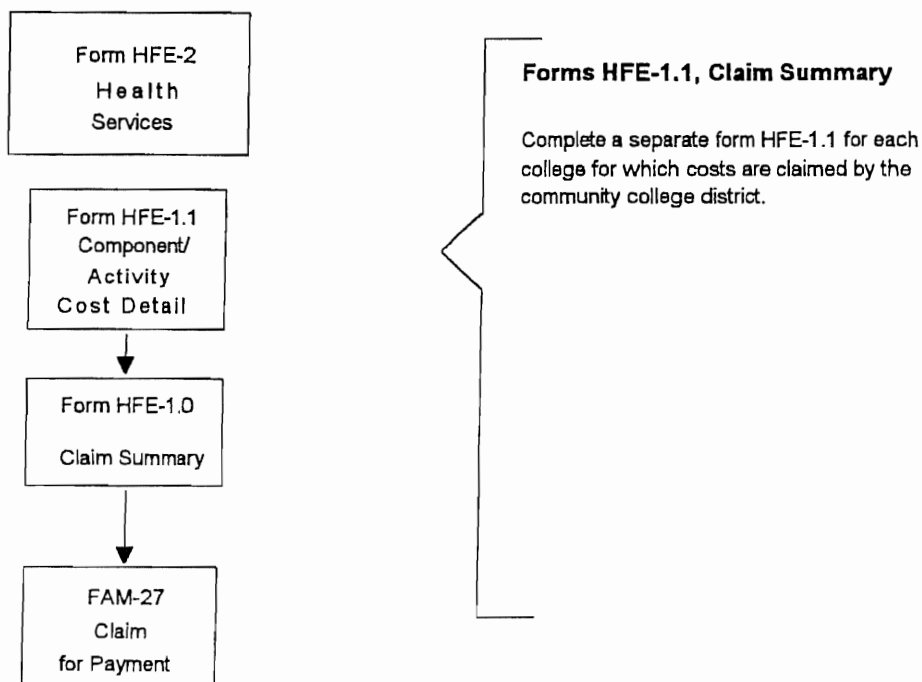 Form HFE-2
Health
Services
Form HFE-1.1
Component/
Activity
Cost Detail
Form HFE-1.0
Claim Summary
FAM-27
Claim
for Payment
Forms HFE-1.1, Claim Summary
Complete a separate form HFE-1.1 for each
college for which costs are claimed by the
community college district.